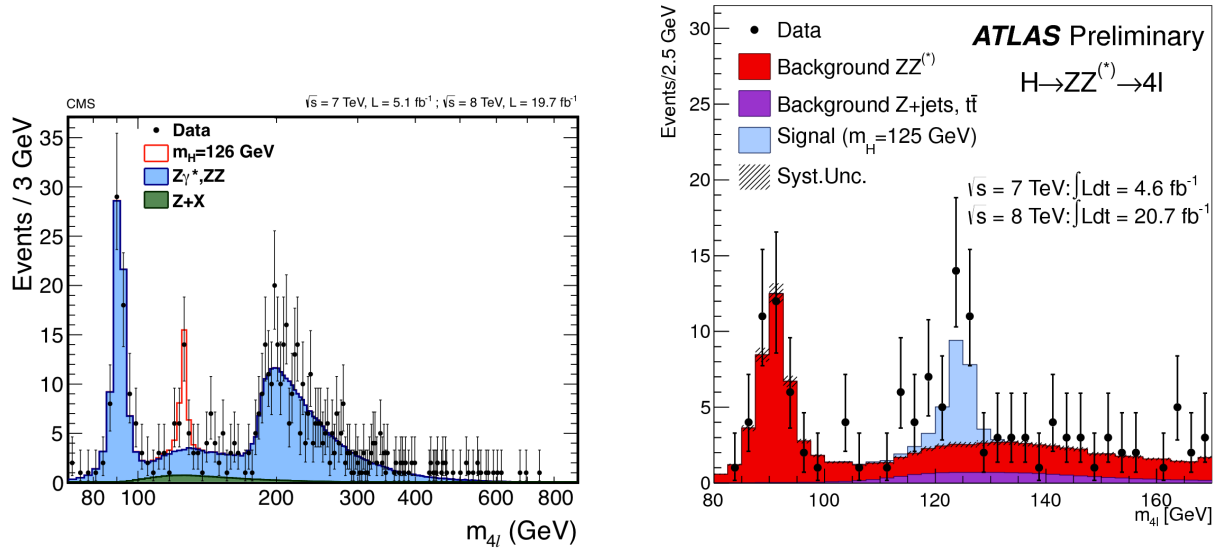 CMS
√s = 7 TeV, L = 5.1 fb⁻¹ ; √s = 8 TeV, L = 19.7 fb⁻¹
Events / 3 GeV
35
30
25
20
15
10
5
0
Data
m_H=126 GeV
Zγ*,ZZ
Z+X
80
100
200
300
400
600
800
m_4ℓ (GeV)
Events/2.5 GeV
30
25
20
15
10
5
0
Data
Background ZZ⁽*⁾
Background Z+jets, tt̄
Signal (m_H=125 GeV)
Syst.Unc.
ATLAS Preliminary
H→ZZ⁽*⁾→4l
√s = 7 TeV:∫Ldt = 4.6 fb⁻¹
√s = 8 TeV:∫Ldt = 20.7 fb⁻¹
80
100
120
140
160
m_4l [GeV]